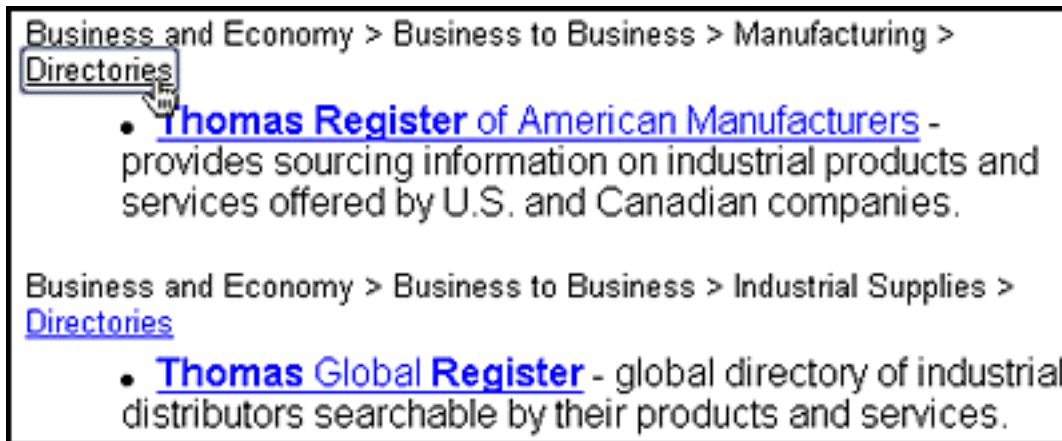 Business and Economy > Business to Business > Manufacturing >
Directories
• Thomas Register of American Manufacturers -
provides sourcing information on industrial products and
services offered by U.S. and Canadian companies.
Business and Economy > Business to Business > Industrial Supplies >
Directories
• Thomas Global Register - global directory of industrial
distributors searchable by their products and services.